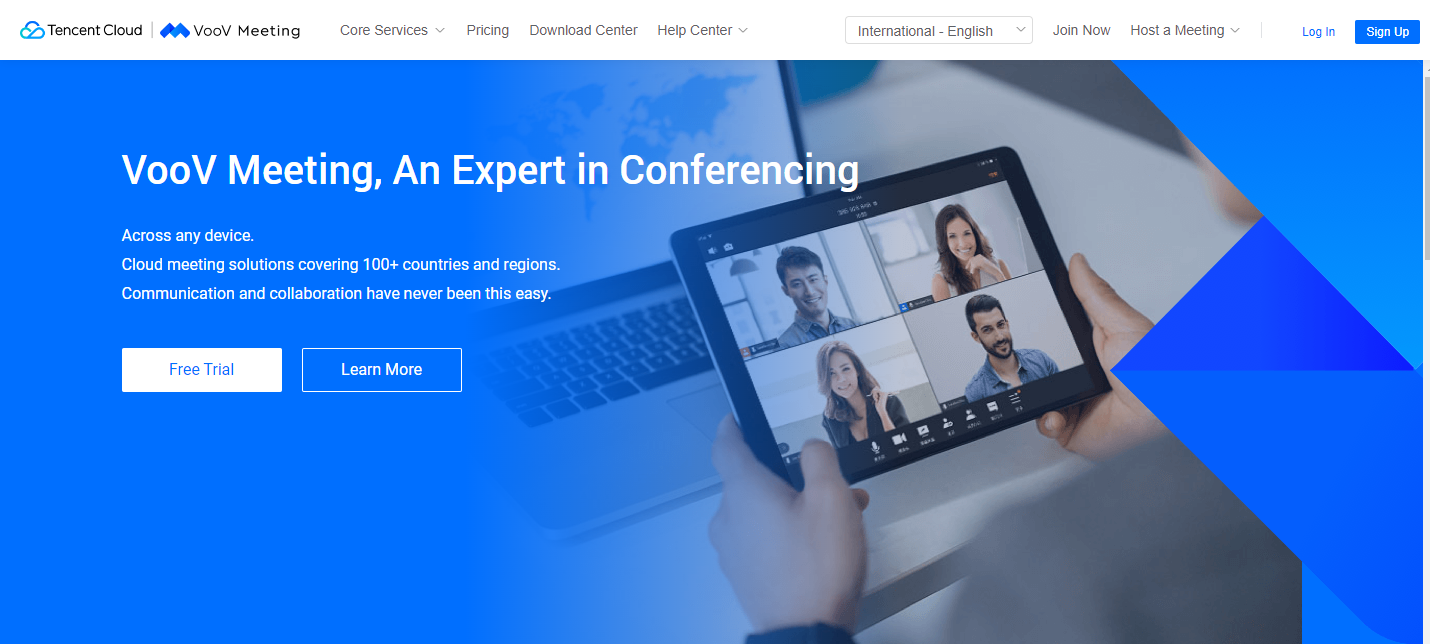 Tencent Cloud | VooV Meeting
Core Services
Pricing
Download Center
Help Center
International - English
Join Now
Host a Meeting
Log In
Sign Up
VooV Meeting, An Expert in Conferencing
Across any device.
Cloud meeting solutions covering 100+ countries and regions.
Communication and collaboration have never been this easy.
Free Trial
Learn More